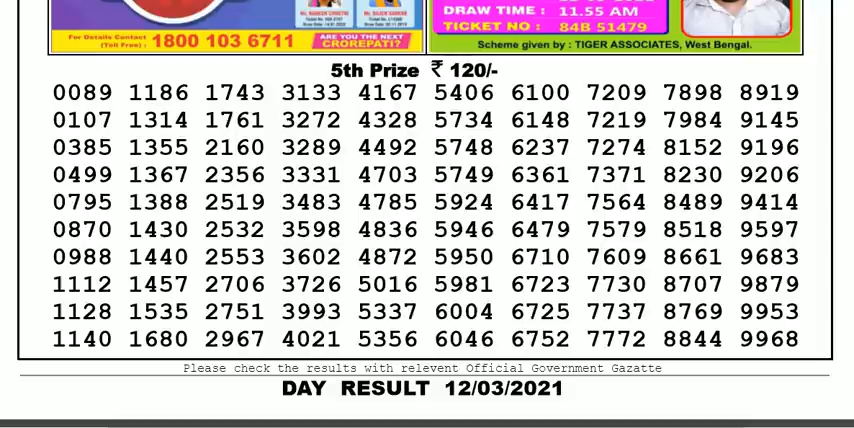 DRAW TIME : 11.55 AM
TICKET NO : 84B 51479
For Details Contact
(Toll Free) : 1800 103 6711
ARE YOU THE NEXT
CROREPATI?
Scheme given by : TIGER ASSOCIATES, West Bengal.
5th Prize ₹ 120/-
0089 1186 1743 3133 4167 5406 6100 7209 7898 8919
0107 1314 1761 3272 4328 5734 6148 7219 7984 9145
0385 1355 2160 3289 4492 5748 6237 7274 8152 9196
0499 1367 2356 3331 4703 5749 6361 7371 8230 9206
0795 1388 2519 3483 4785 5924 6417 7564 8489 9414
0870 1430 2532 3598 4836 5946 6479 7579 8518 9597
0988 1440 2553 3602 4872 5950 6710 7609 8661 9683
1112 1457 2706 3726 5016 5981 6723 7730 8707 9879
1128 1535 2751 3993 5337 6004 6725 7737 8769 9953
1140 1680 2967 4021 5356 6046 6752 7772 8844 9968
Please check the results with relevent Official Government Gazatte
DAY RESULT 12/03/2021